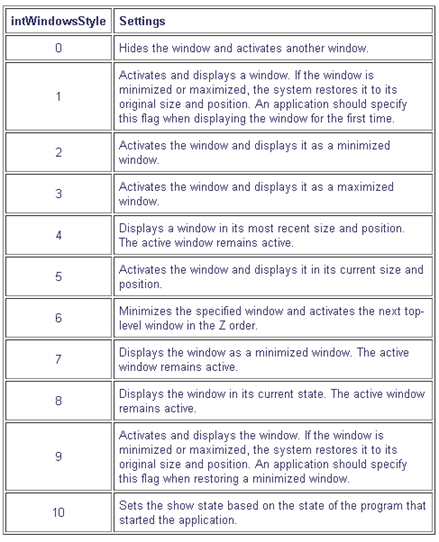 intWindowsStyle Settings
0 Hides the window and activates another window.
Activates and displays a window. If the window is
minimized or maximized, the system restores it to its
1
original size and position. An application should specify
this flag when displaying the window for the first time.
2 Activates the window and displays it as a minimized
window.
3 Activates the window and displays it as a maximized
window.
4 Displays a window in its most recent size and position.
The active window remains active.
5 Activates the window and displays it in its current size and
position.
6 Minimizes the specified window and activates the next top-
level window in the Z order.
7 Displays the window as a minimized window. The active
window remains active.
8 Displays the window in its current state. The active window
remains active.
Activates and displays the window. If the window is
minimized or maximized, the system restores it to its
9
original size and position. An application should specify
this flag when restoring a minimized window.
10 Sets the show state based on the state of the program that
started the application.